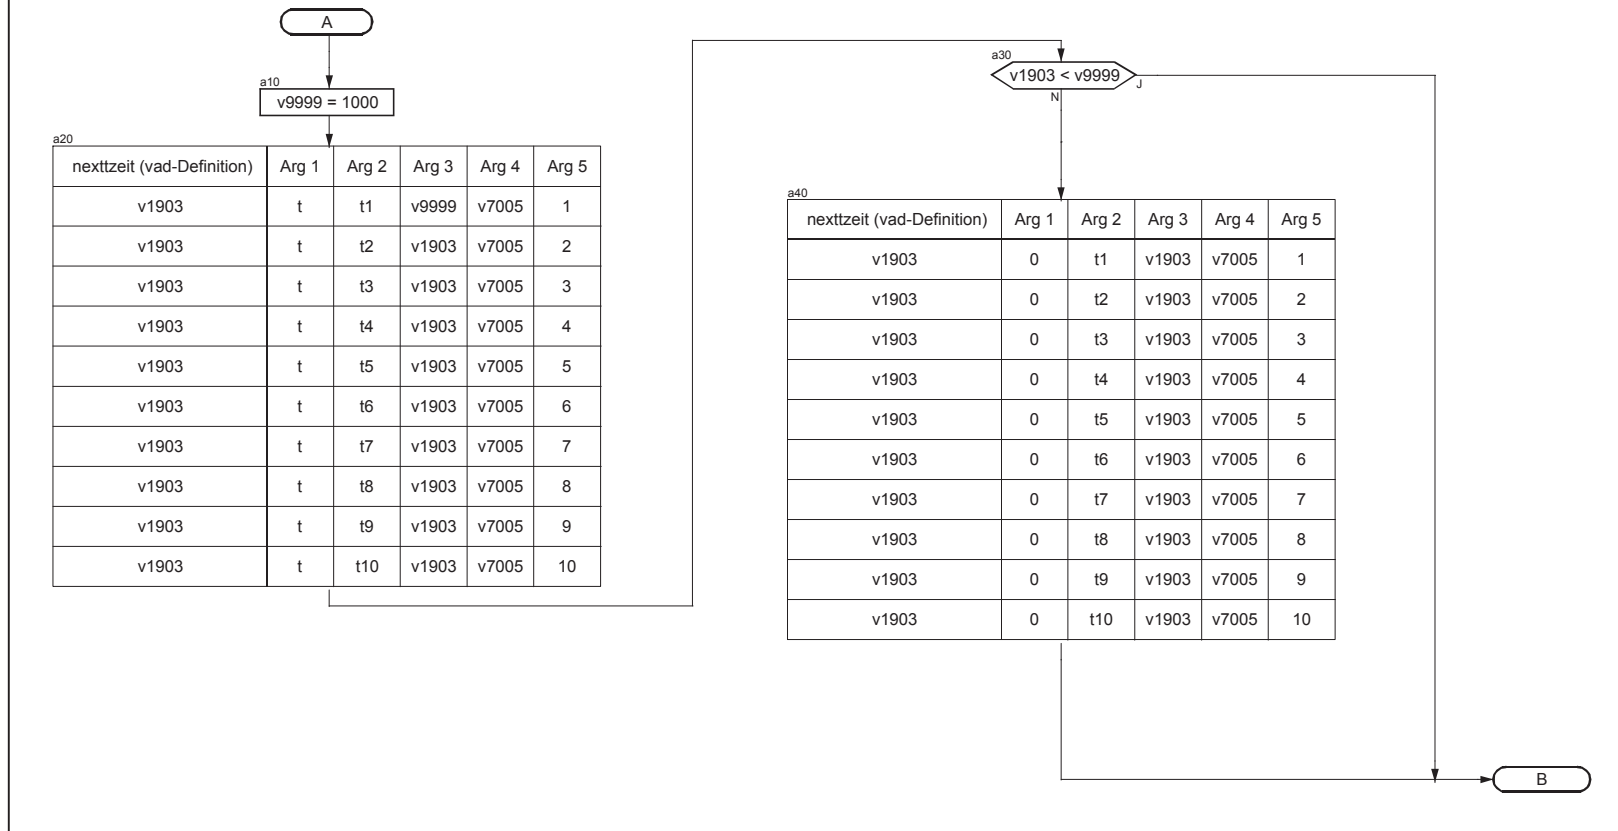 A
a10
v9999 = 1000
a20
nexttzeit (vad-Definition) Arg 1 Arg 2 Arg 3 Arg 4 Arg 5
v1903 t t1 v9999 v7005 1
v1903 t t2 v1903 v7005 2
v1903 t t3 v1903 v7005 3
v1903 t t4 v1903 v7005 4
v1903 t t5 v1903 v7005 5
v1903 t t6 v1903 v7005 6
v1903 t t7 v1903 v7005 7
v1903 t t8 v1903 v7005 8
v1903 t t9 v1903 v7005 9
v1903 t t10 v1903 v7005 10
a30
v1903 < v9999
J
N
a40
nexttzeit (vad-Definition) Arg 1 Arg 2 Arg 3 Arg 4 Arg 5
v1903 0 t1 v1903 v7005 1
v1903 0 t2 v1903 v7005 2
v1903 0 t3 v1903 v7005 3
v1903 0 t4 v1903 v7005 4
v1903 0 t5 v1903 v7005 5
v1903 0 t6 v1903 v7005 6
v1903 0 t7 v1903 v7005 7
v1903 0 t8 v1903 v7005 8
v1903 0 t9 v1903 v7005 9
v1903 0 t10 v1903 v7005 10
B